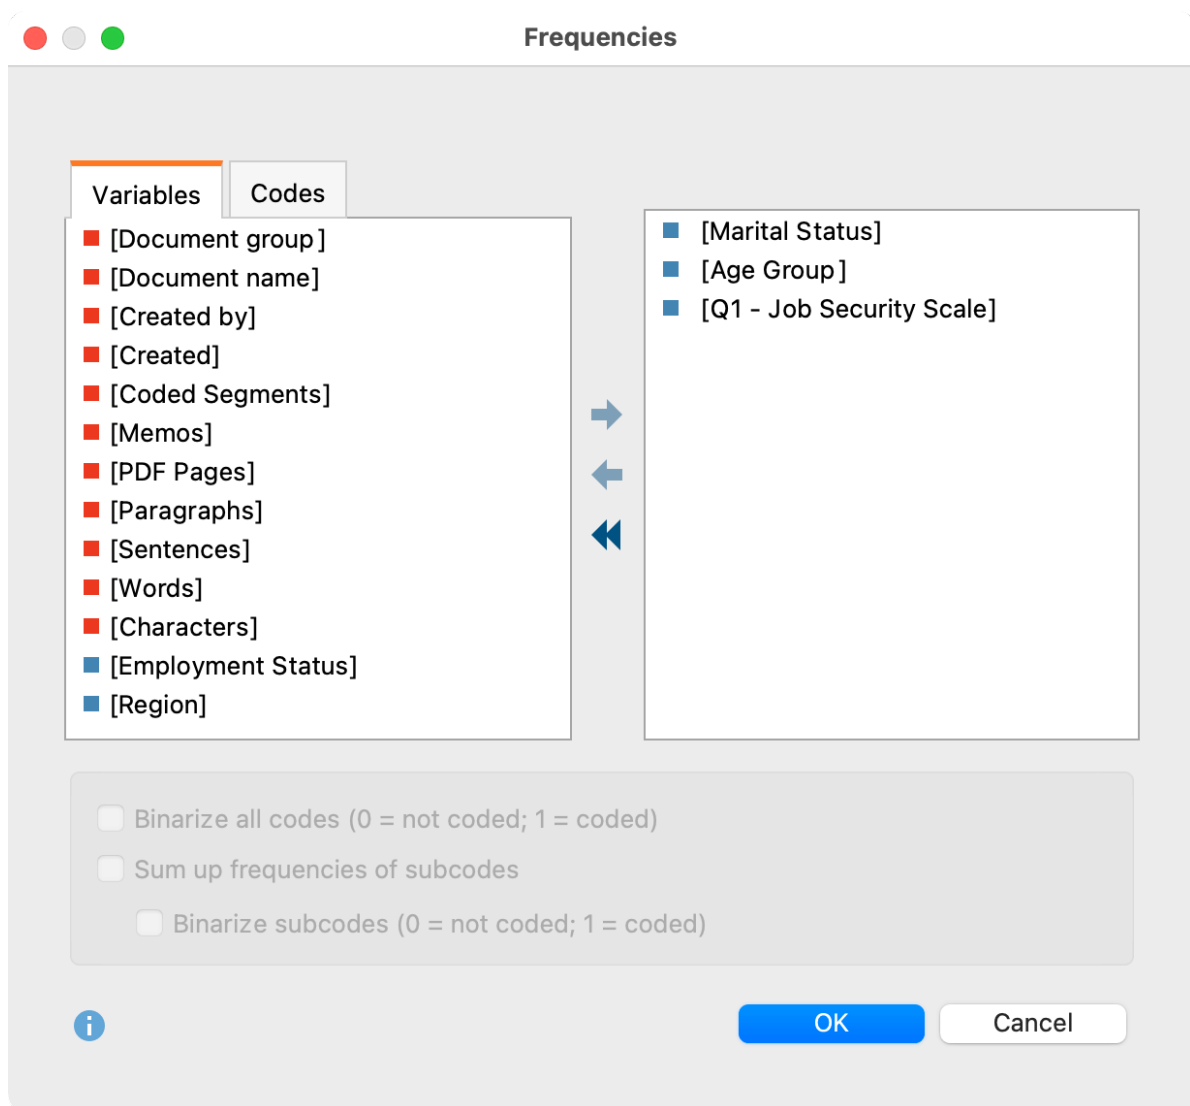 Frequencies
Variables
Codes
[Document group]
[Document name]
[Created by]
[Created]
[Coded Segments]
[Memos]
[PDF Pages]
[Paragraphs]
[Sentences]
[Words]
[Characters]
[Employment Status]
[Region]
[Marital Status]
[Age Group]
[Q1 - Job Security Scale]
Binarize all codes (0 = not coded; 1 = coded)
Sum up frequencies of subcodes
Binarize subcodes (0 = not coded; 1 = coded)
OK
Cancel